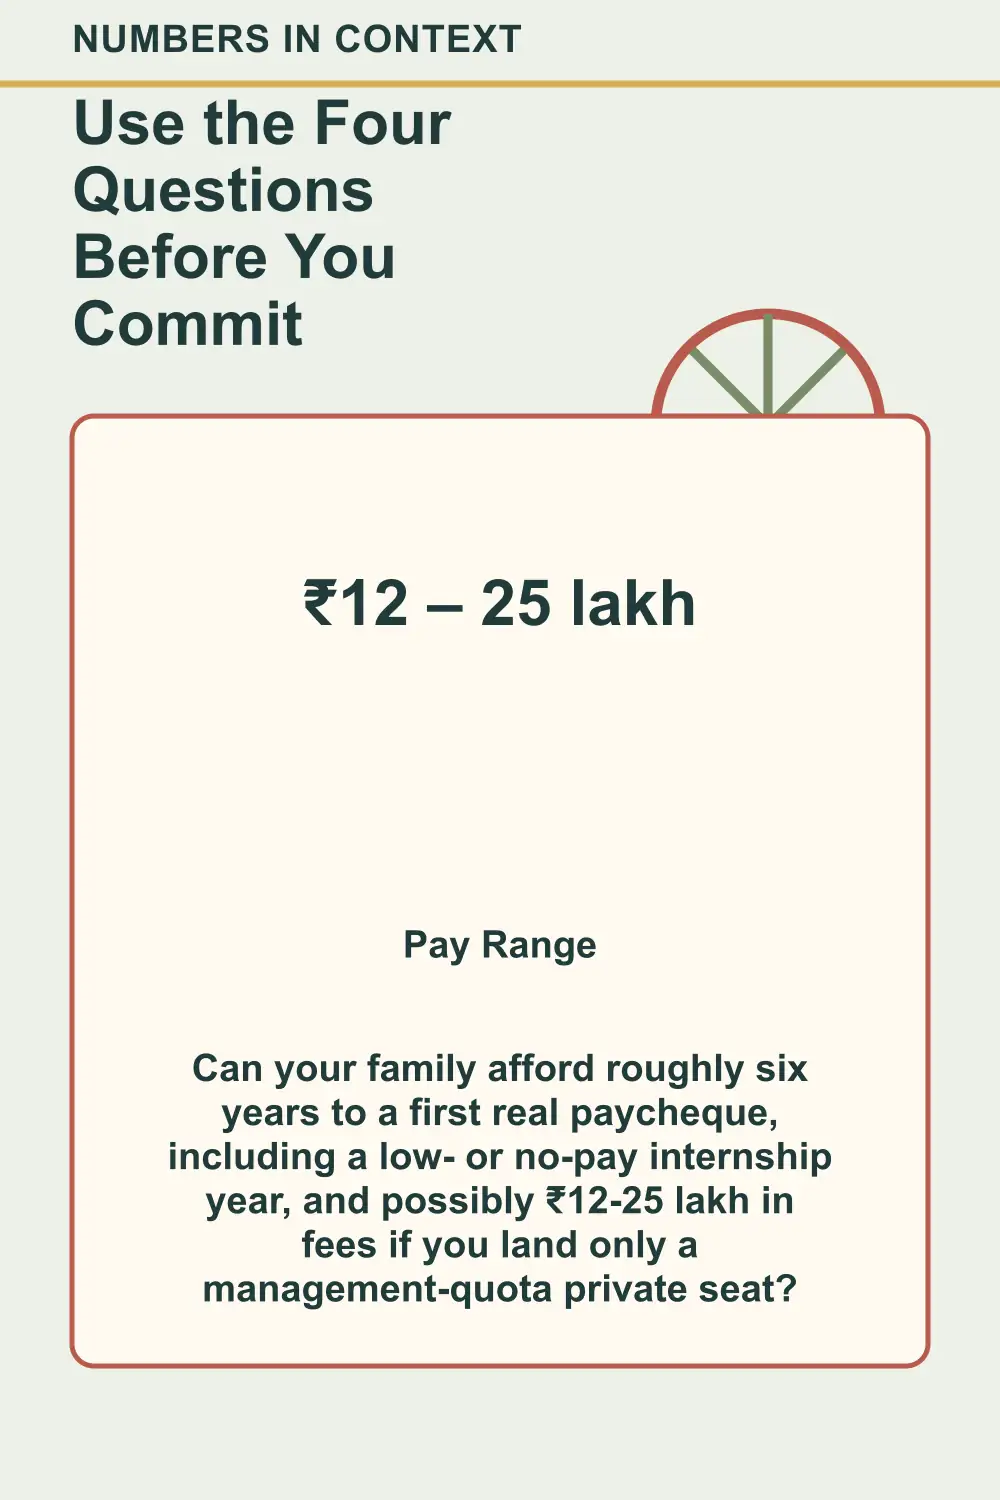 NUMBERS IN CONTEXT
Use the Four
Questions
Before You
Commit
₹12 – 25 lakh
Pay Range
Can your family afford roughly six
years to a first real paycheque,
including a low- or no-pay internship
year, and possibly ₹12-25 lakh in
fees if you land only a
management-quota private seat?